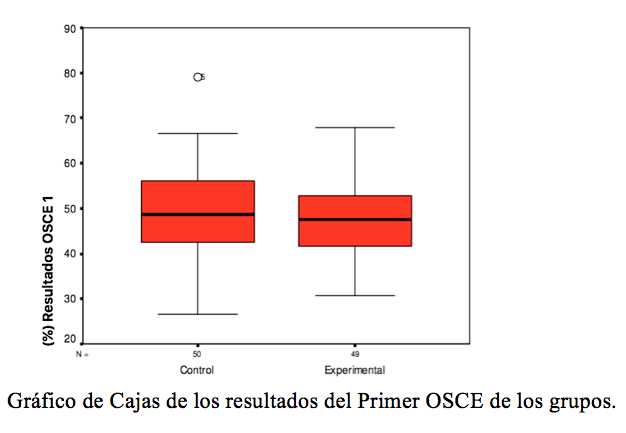 90
80
70
60
50
40
30
20
(%) Resultados OSCE 1
5
N =
50
49
Control
Experimental
Gráfico de Cajas de los resultados del Primer OSCE de los grupos.